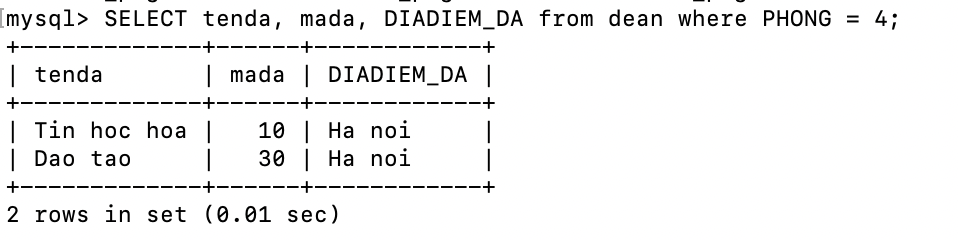 mysql> SELECT tenda, mada, DIADIEM_DA from dean where PHONG = 4;
+-------------+------+------------+
| tenda       | mada | DIADIEM_DA |
+-------------+------+------------+
| Tin hoc hoa |   10 | Ha noi     |
| Dao tao     |   30 | Ha noi     |
+-------------+------+------------+
2 rows in set (0.01 sec)